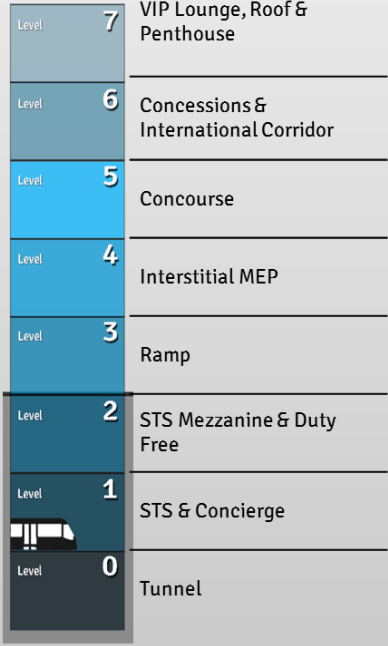 Level 7 VIP Lounge, Roof &
Penthouse
Level 6 Concessions &
International Corridor
Level 5 Concourse
Level 4 Interstitial MEP
Level 3 Ramp
Level 2 STS Mezzanine & Duty
Free
Level 1 STS & Concierge
Level 0 Tunnel